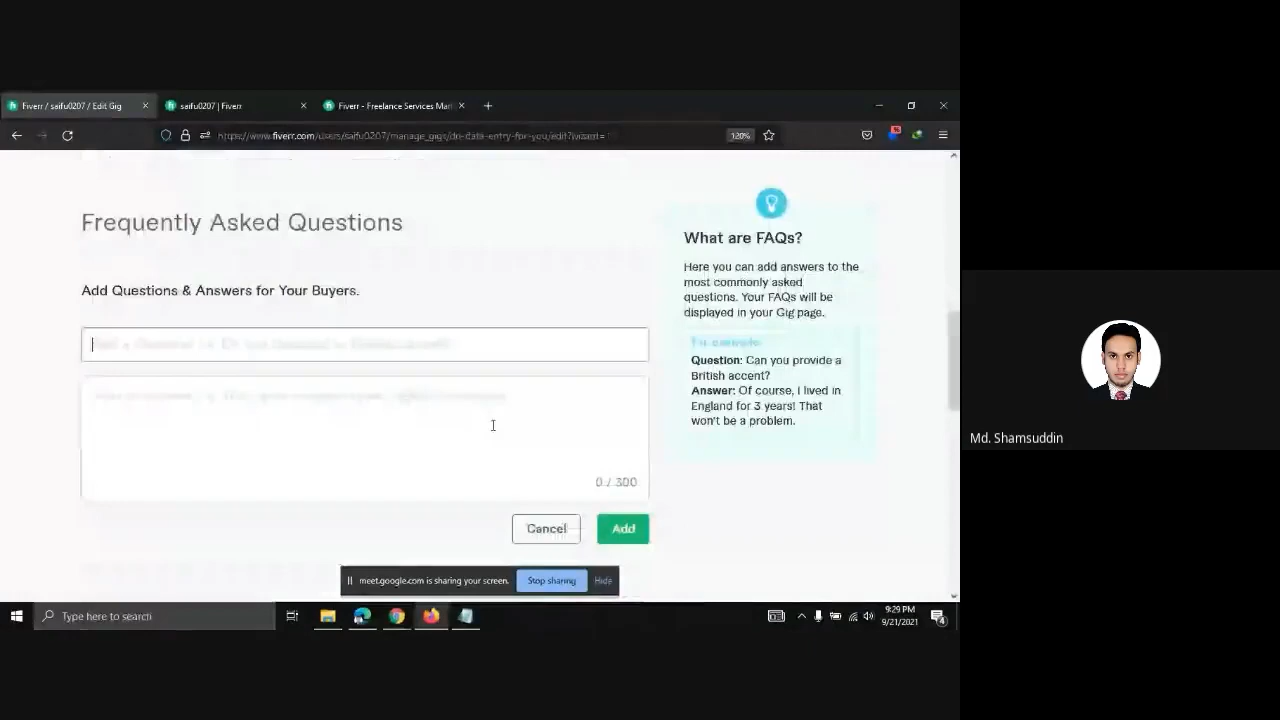 Fiverr / saifu0207 / Edit Gig
saifu0207 | Fiverr
Fiverr - Freelance Services Mar
120%
Frequently Asked Questions
Add Questions & Answers for Your Buyers.
0 / 300
Cancel
Add
What are FAQs?
Here you can add answers to the
most commonly asked
questions. Your FAQs will be
displayed in your Gig page.
Question: Can you provide a
British accent?
Answer: Of course, I lived in
England for 3 years! That
won't be a problem.
Md. Shamsuddin
meet.google.com is sharing your screen.
Stop sharing
Hide
Type here to search
9:29 PM
9/21/2021
4